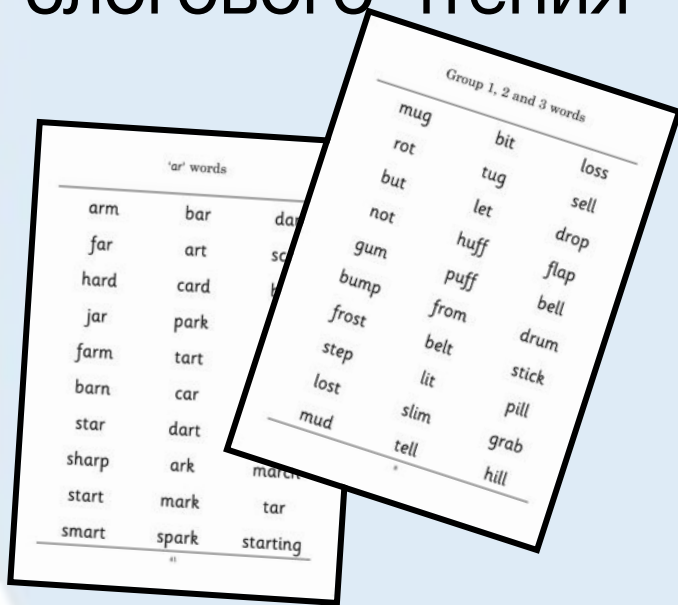 слогового чтения
'ar' words
arm bar
far art
hard card
jar park
farm tart
barn car
star dart
sharp ark march
start mark tar
smart spark starting
Group 1, 2 and 3 words
mug bit loss
rot tug sell
but let drop
not huff flap
gum puff bell
bump from drum
frost belt stick
step lit pill
lost slim grab
mud tell hill